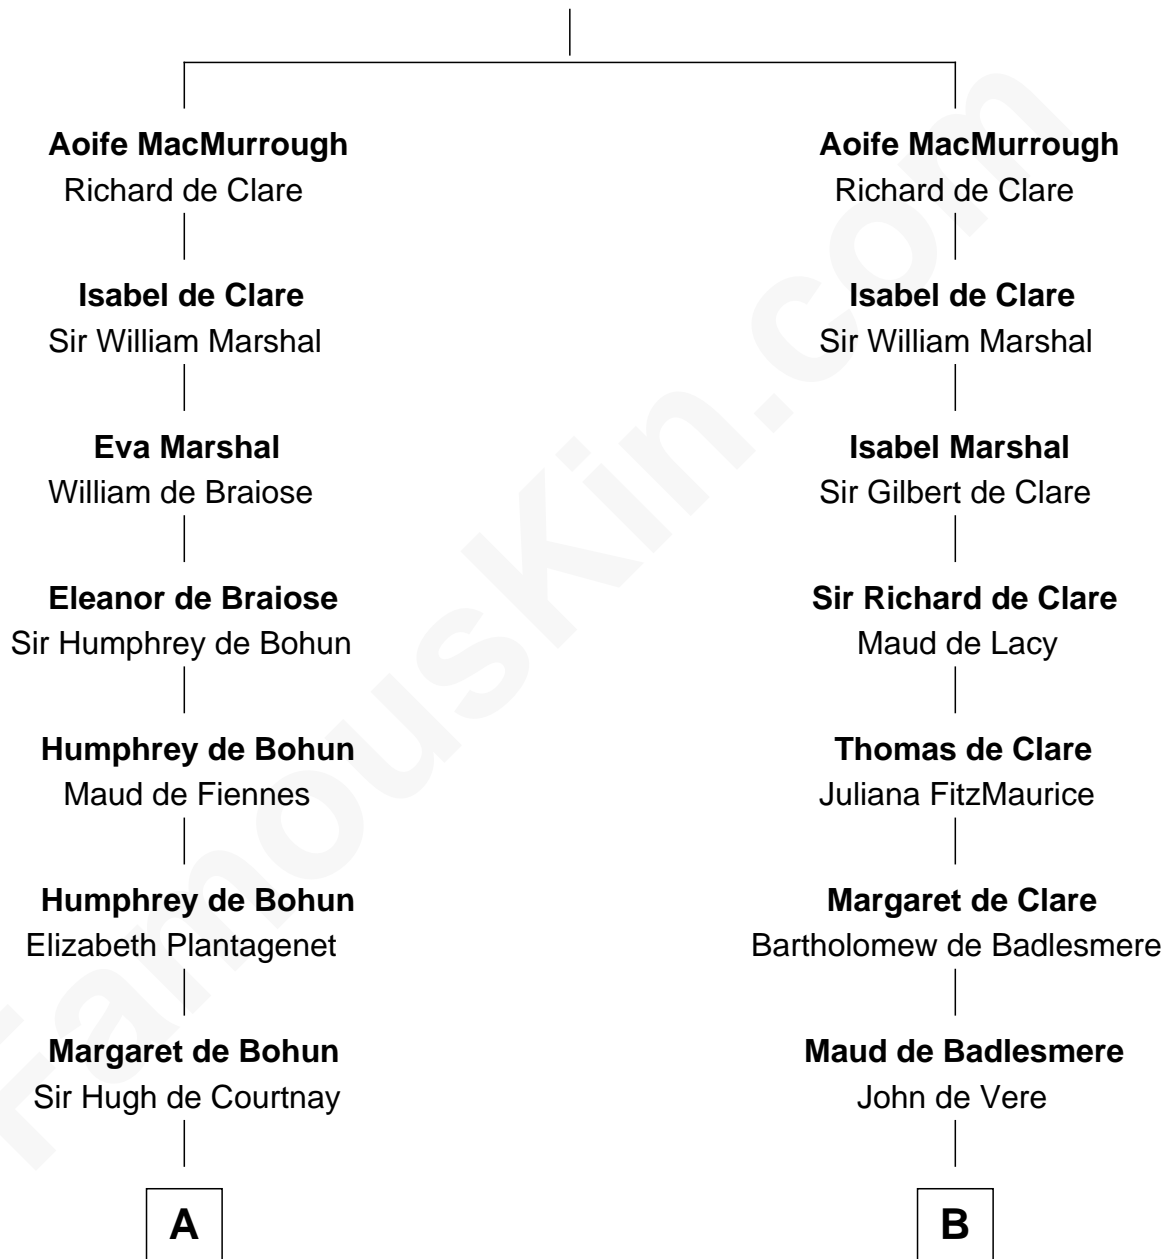 Aoife MacMurrough
Richard de Clare
Isabel de Clare
Sir William Marshal
Eva Marshal
William de Braiose
Eleanor de Braiose
Sir Humphrey de Bohun
Humphrey de Bohun
Maud de Fiennes
Humphrey de Bohun
Elizabeth Plantagenet
Margaret de Bohun
Sir Hugh de Courtnay
A
Aoife MacMurrough
Richard de Clare
Isabel de Clare
Sir William Marshal
Isabel Marshal
Sir Gilbert de Clare
Sir Richard de Clare
Maud de Lacy
Thomas de Clare
Juliana FitzMaurice
Margaret de Clare
Bartholomew de Badlesmere
Maud de Badlesmere
John de Vere
B
FamousKin.com